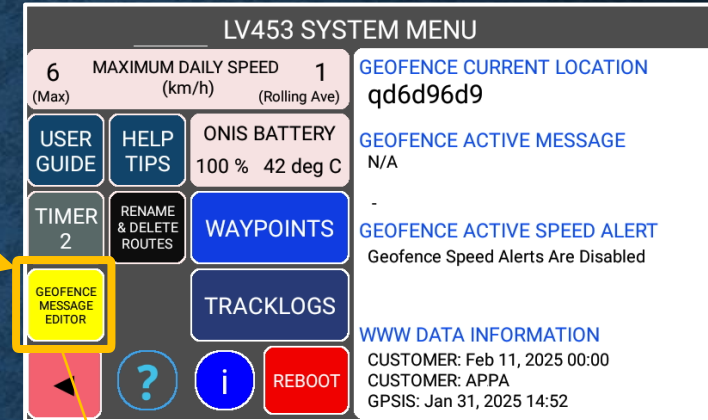 LV453 SYSTEM MENU
6 MAXIMUM DAILY SPEED 1
(Max) (km/h) (Rolling Ave)
USER GUIDE
HELP TIPS
ONIS BATTERY
100 % 42 deg C
TIMER 2
RENAME & DELETE ROUTES
WAYPOINTS
GEOFENCE MESSAGE EDITOR
TRACKLOGS
?
i
REBOOT
GEOFENCE CURRENT LOCATION
qd6d96d9
GEOFENCE ACTIVE MESSAGE
N/A
-
GEOFENCE ACTIVE SPEED ALERT
Geofence Speed Alerts Are Disabled
WWW DATA INFORMATION
CUSTOMER: Feb 11, 2025 00:00
CUSTOMER: APPA
GPSIS: Jan 31, 2025 14:52